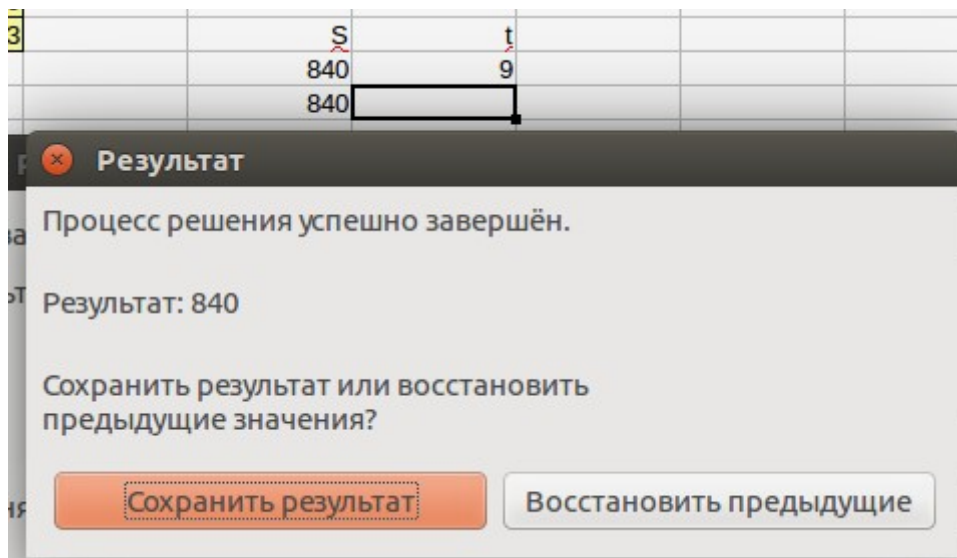 3 S t
840 9
840
Результат
Процесс решения успешно завершён.
Результат: 840
Сохранить результат или восстановить
предыдущие значения?
Сохранить результат Восстановить предыдущие